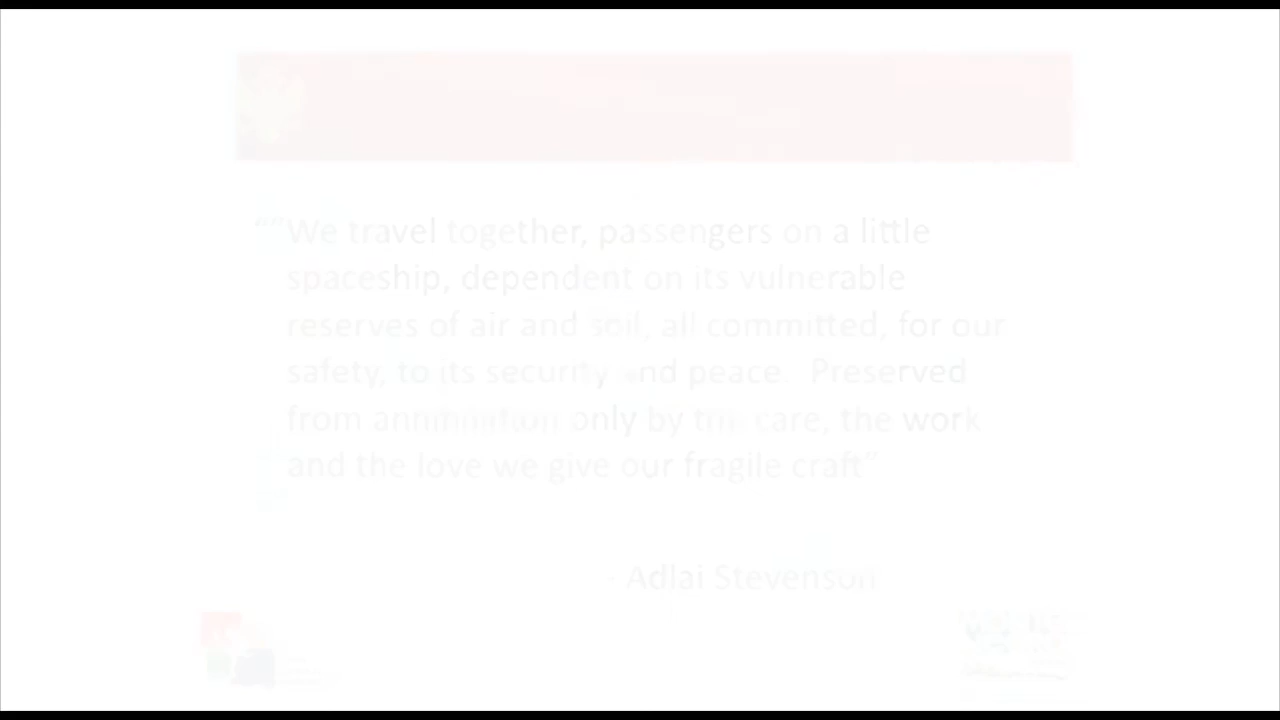 ““We travel together, passengers on a little
spaceship, dependent on its vulnerable
reserves of air and soil, all committed, for our
safety, to its security and peace.  Preserved
from only by the care, the work
and the love we give our fragile craft”
- Adlai Stevenson